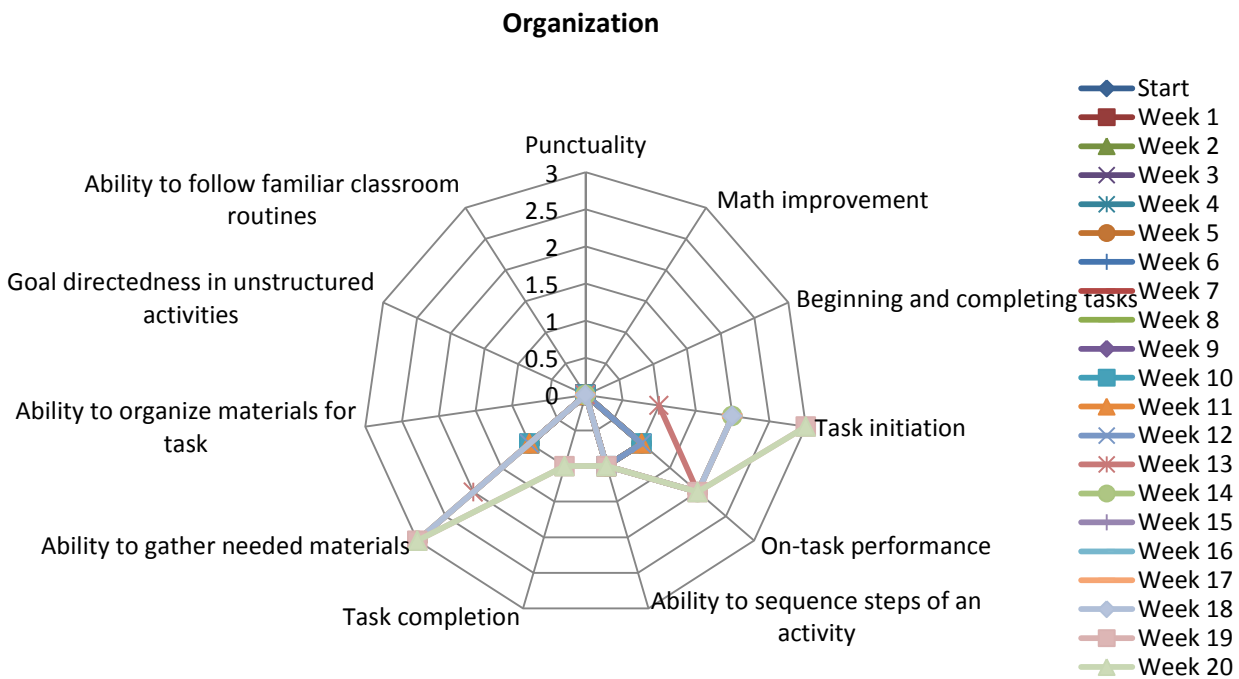 Organization
Punctuality
Math improvement
Beginning and completing tasks
Task initiation
On-task performance
Ability to sequence steps of an
activity
Task completion
Ability to gather needed materials
Ability to organize materials for
task
Goal directedness in unstructured
activities
Ability to follow familiar classroom
routines
3
2.5
2
1.5
1
0.5
0
Start
Week 1
Week 2
Week 3
Week 4
Week 5
Week 6
Week 7
Week 8
Week 9
Week 10
Week 11
Week 12
Week 13
Week 14
Week 15
Week 16
Week 17
Week 18
Week 19
Week 20